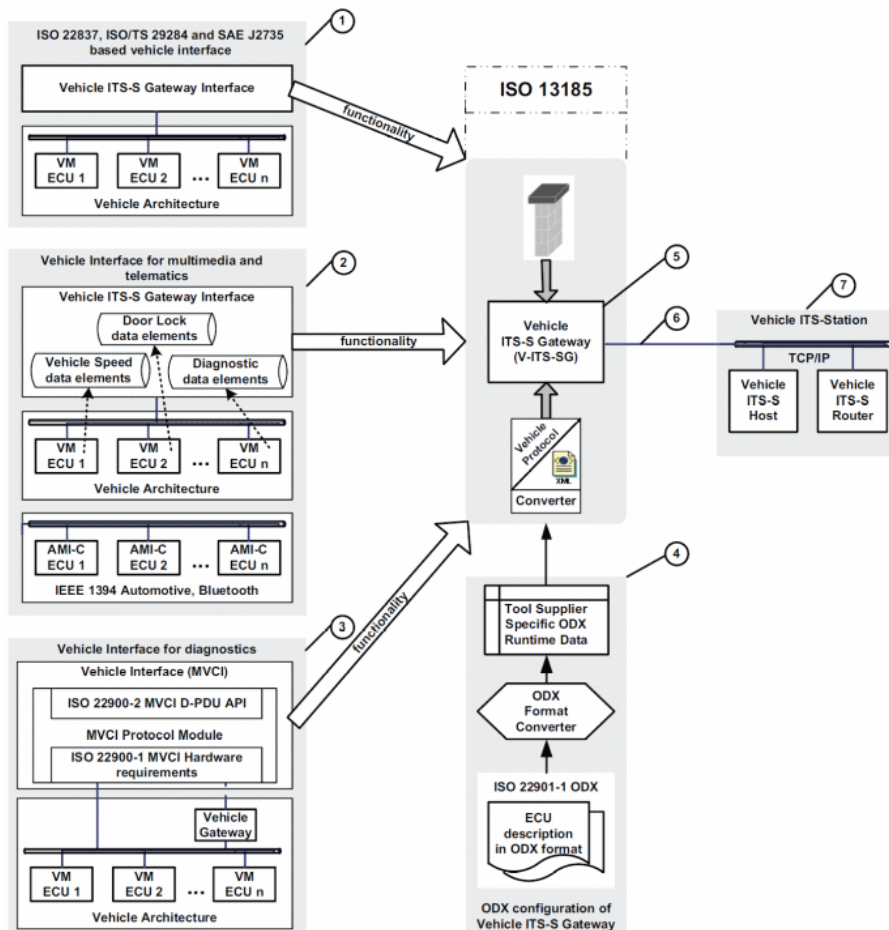 1
ISO 22837, ISO/TS 29284 and SAE J2735
based vehicle interface
Vehicle ITS-S Gateway Interface
VM
ECU 1
VM
ECU 2
...
VM
ECU n
Vehicle Architecture
functionality
ISO 13185
2
Vehicle Interface for multimedia and
telematics
Vehicle ITS-S Gateway Interface
Door Lock
data elements
Vehicle Speed
data elements
Diagnostic
data elements
VM
ECU 1
VM
ECU 2
...
VM
ECU n
Vehicle Architecture
AMI-C
ECU 1
AMI-C
ECU 2
...
AMI-C
ECU n
IEEE 1394 Automotive, Bluetooth
functionality
5
Vehicle
ITS-S Gateway
(V-ITS-SG)
6
7
Vehicle ITS-Station
TCP/IP
Vehicle
ITS-S
Host
Vehicle
ITS-S
Router
Vehicle
Protocol
XML
Converter
3
Vehicle Interface for diagnostics
Vehicle Interface (MVCI)
ISO 22900-2 MVCI D-PDU API
MVCI Protocol Module
ISO 22900-1 MVCI Hardware
requirements
Vehicle
Gateway
VM
ECU 1
VM
ECU 2
...
VM
ECU n
Vehicle Architecture
functionality
4
Tool Supplier
Specific ODX
Runtime Data
ODX
Format
Converter
ISO 22901-1 ODX
ECU
description
in ODX format
ODX configuration of
Vehicle ITS-S Gateway